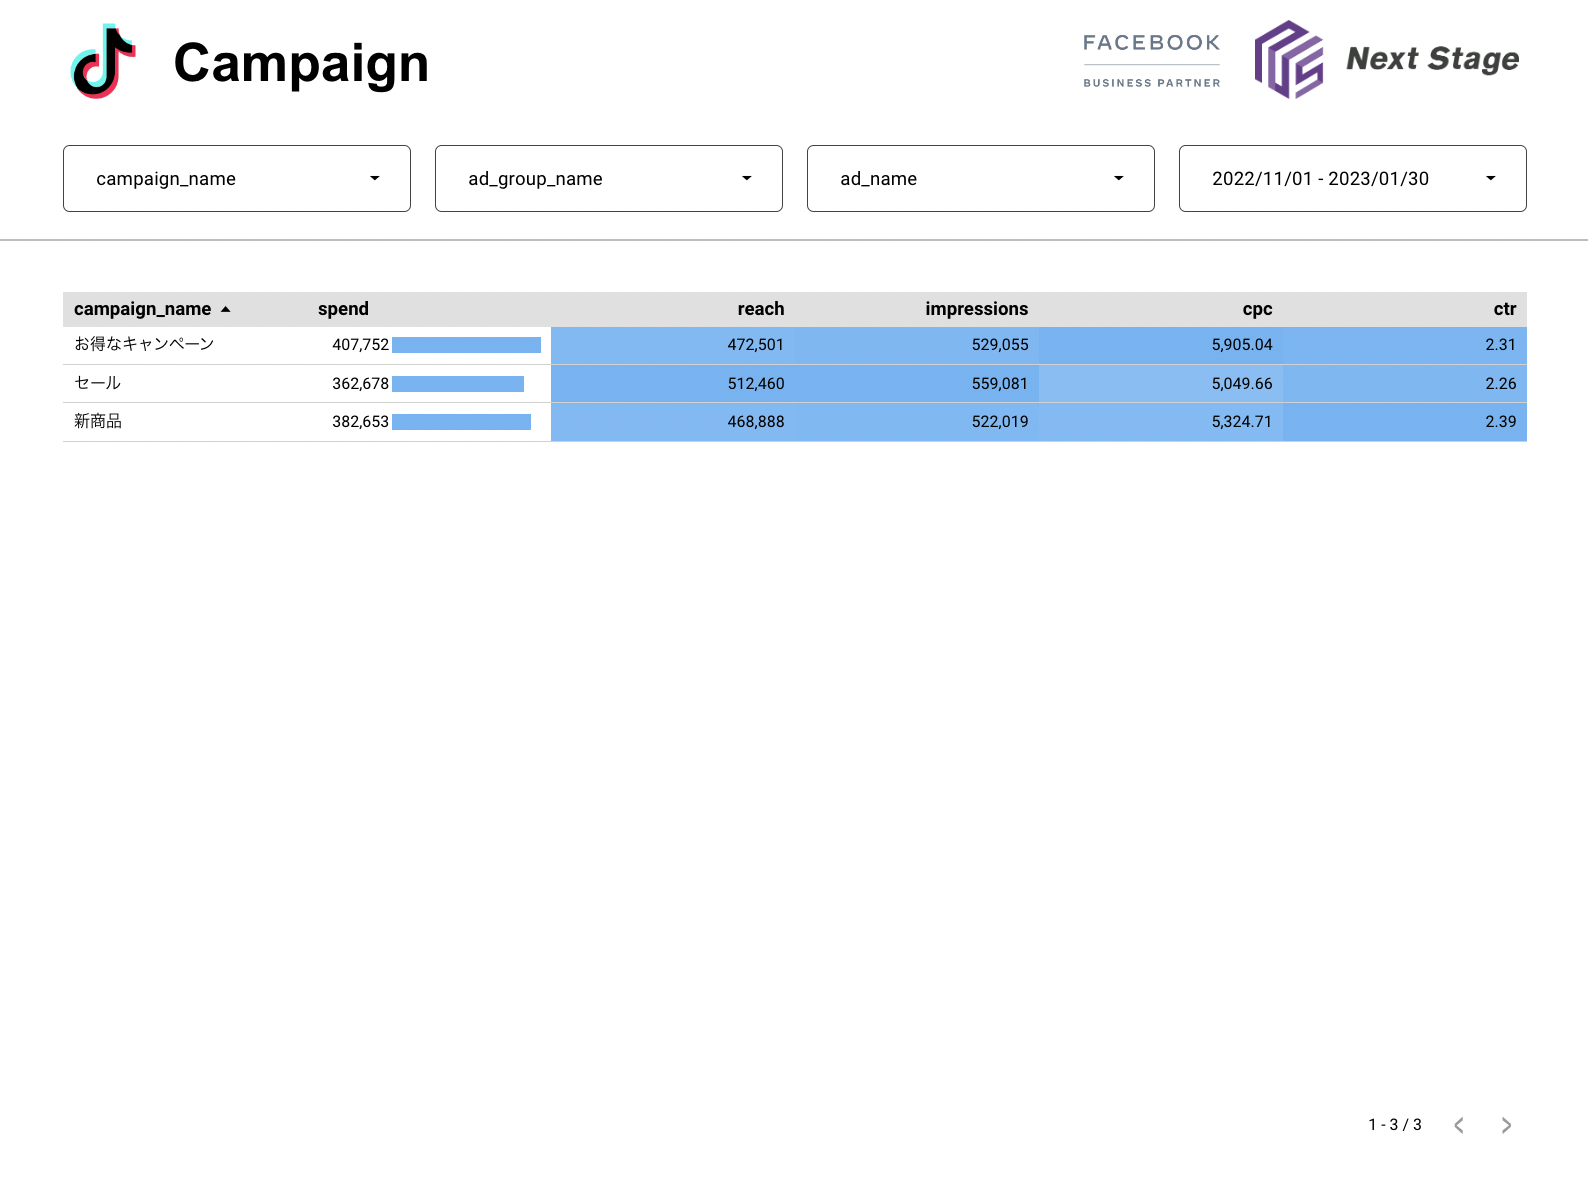 Campaign
FACEBOOK
BUSINESS PARTNER
Next Stage
campaign_name
ad_group_name
ad_name
2022/11/01 - 2023/01/30
campaign_name spend reach impressions cpc ctr
お得なキャンペーン 407,752 472,501 529,055 5,905.04 2.31
セール 362,678 512,460 559,081 5,049.66 2.26
新商品 382,653 468,888 522,019 5,324.71 2.39
1 - 3 / 3